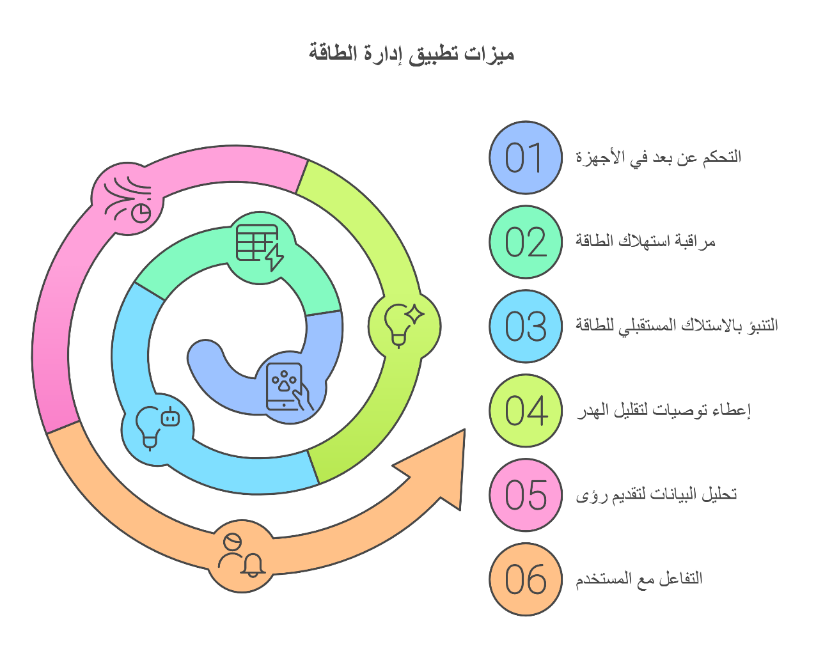 ميزات تطبيق إدارة الطاقة
01 التحكم عن بعد في الأجهزة
02 مراقبة استهلاك الطاقة
03 التنبؤ بالاستلاك المستقبلي للطاقة
04 إعطاء توصيات لتقليل الهدر
05 تحليل البيانات لتقديم رؤى
06 التفاعل مع المستخدم